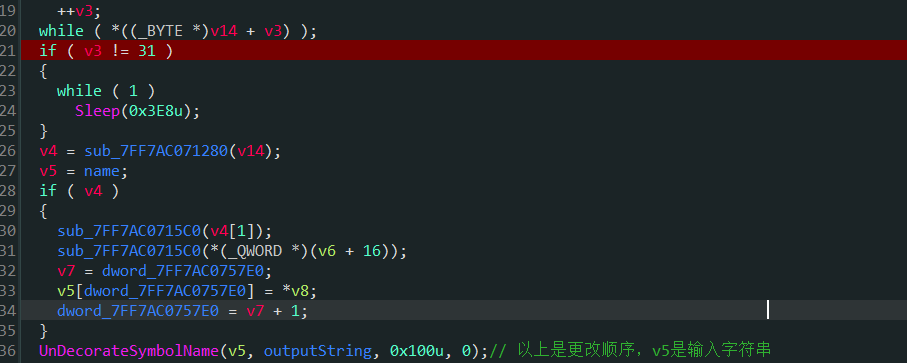 19 ++v3;
20 while ( *((_BYTE *)v14 + v3) );
21 if ( v3 != 31 )
22 {
23 while ( 1 )
24 Sleep(0x3E8u);
25 }
26 v4 = sub_7FF7AC071280(v14);
27 v5 = name;
28 if ( v4 )
29 {
30 sub_7FF7AC0715C0(v4[1]);
31 sub_7FF7AC0715C0(*(_QWORD *)(v6 + 16));
32 v7 = dword_7FF7AC0757E0;
33 v5[dword_7FF7AC0757E0] = *v8;
34 dword_7FF7AC0757E0 = v7 + 1;
35 }
36 UnDecorateSymbolName(v5, outputString, 0x100u, 0);// 以上是更改顺序，v5是输入字符串